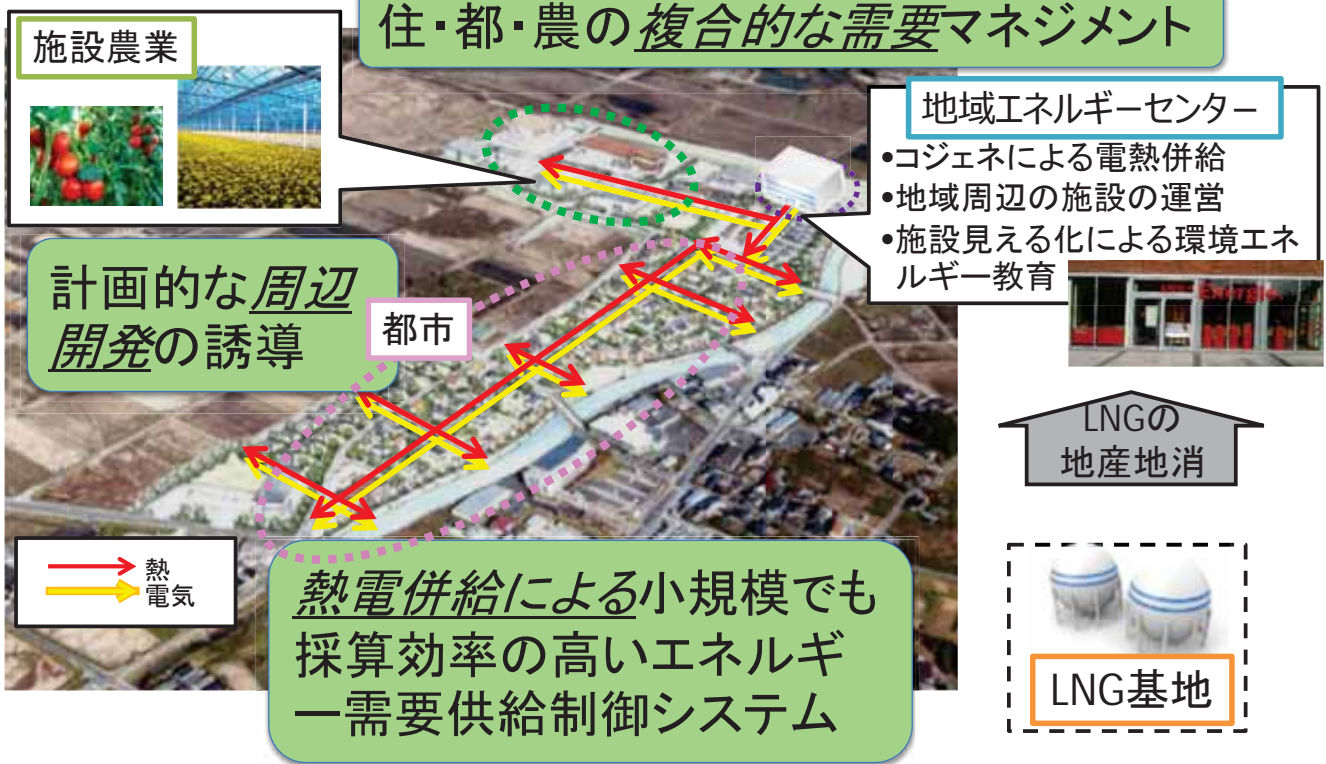 住・都・農の複合的な需要マネジメント
施設農業
地域エネルギーセンター
•コジェネによる電熱併給
•地域周辺の施設の運営
•施設見える化による環境エネ
ルギー教育
Energie
計画的な周辺
開発の誘導
都市
LNGの
地産地消
熱
電気
熱電併給による小規模でも
採算効率の高いエネルギ
ー需要供給制御システム
LNG基地